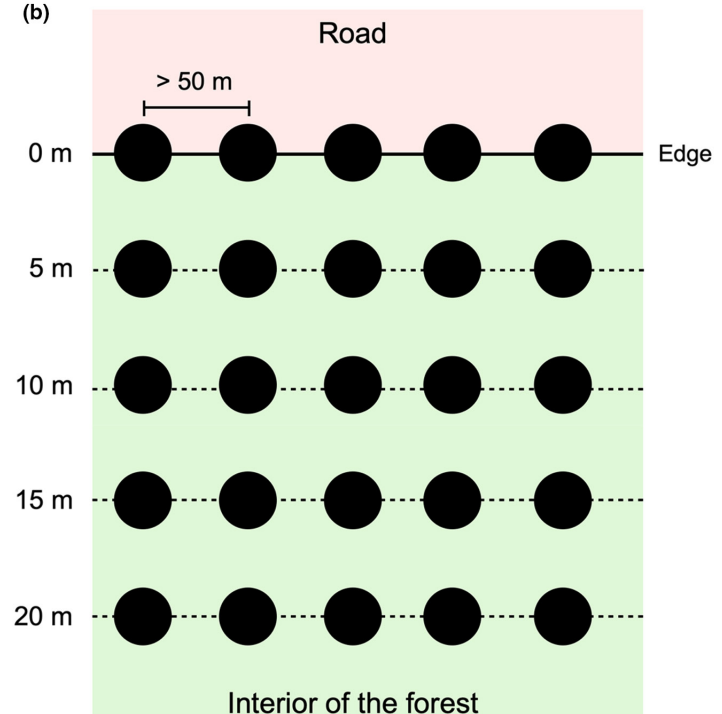 (b)
Road
> 50 m
0 m
Edge
5 m
10 m
15 m
20 m
Interior of the forest